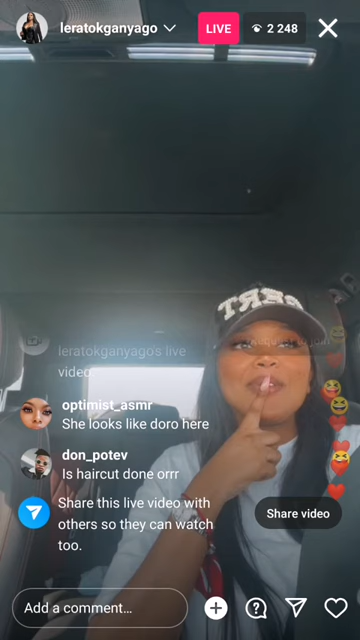 leratokganyago
LIVE
2 248
leratokganyago's live
video.
optimist_asmr
She looks like doro here
don_potev
Is haircut done orrr
Share this live video with
others so they can watch
too.
Share video
Add a comment...